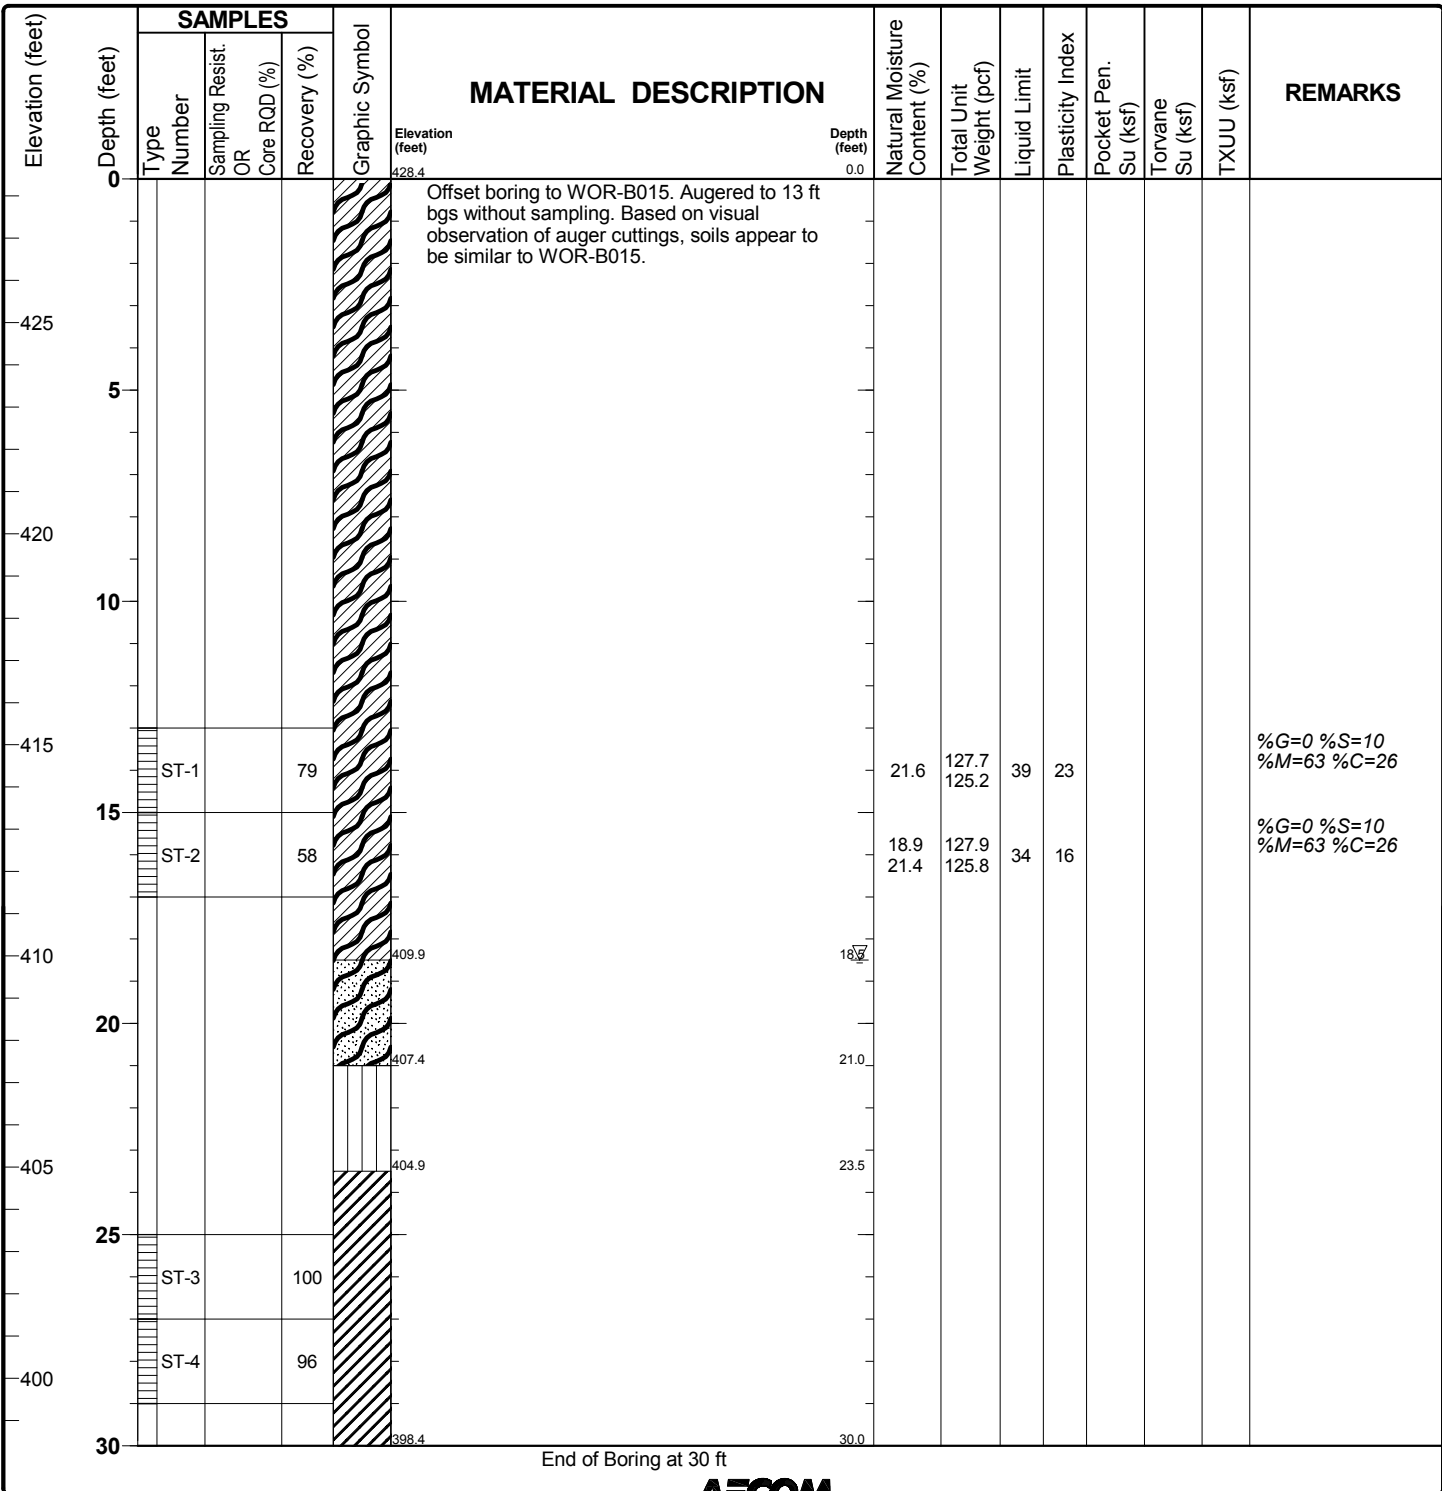 SAMPLES
Elevation (feet)
Depth (feet)
Type
Number
Sampling Resist.
OR
Core RQD (%)
Recovery (%)
Graphic Symbol
MATERIAL DESCRIPTION
Elevation
(feet)
Depth
(feet)
Natural Moisture
Content (%)
Total Unit
Weight (pcf)
Liquid Limit
Plasticity Index
Pocket Pen.
Su (ksf)
Torvane
Su (ksf)
TXUU (ksf)
REMARKS
0 428.4 0.0
Offset boring to WOR-B015. Augered to 13 ft
bgs without sampling. Based on visual
observation of auger cuttings, soils appear to
be similar to WOR-B015.
425
5
420
10
415
ST-1 79 21.6 127.7 125.2 39 23
%G=0 %S=10
%M=63 %C=26
15
ST-2 58 18.9 21.4 127.9 125.8 34 16
%G=0 %S=10
%M=63 %C=26
410 409.9 18.5
20
407.4 21.0
405 404.9 23.5
25
ST-3 100
ST-4 96
400
30 398.4 30.0
End of Boring at 30 ft
AECOM